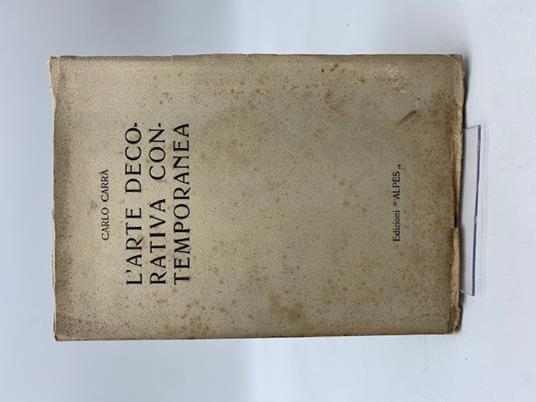 CARLO CARRÀ
L'ARTE DECO-
RATIVA CON-
TEMPORANEA
Edizioni " ALPES „